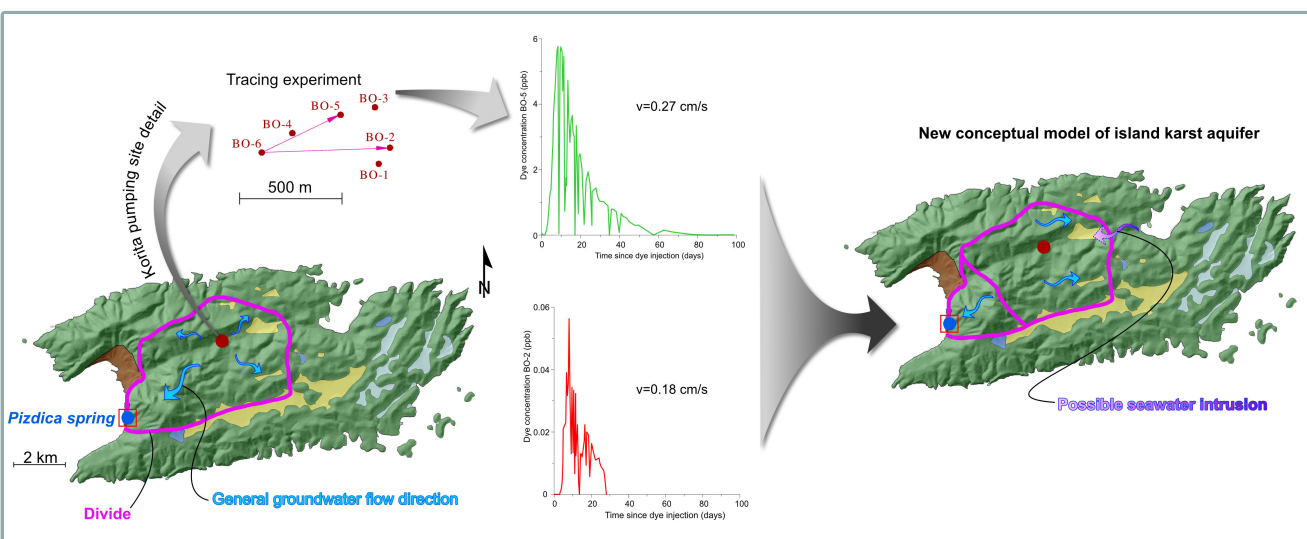 Korita pumping site detail
Tracing experiment
BO-3
BO-5
BO-4
BO-2
BO-6
BO-1
500 m
N
Pizdica spring
2 km
General groundwater flow direction
Divide
Dye concentration BO-5 (ppb)
6
4
2
0
v=0.27 cm/s
0 20 40 60 80 100
Time since dye injection (days)
Dye concentration BO-2 (ppb)
0.06
0.04
0.02
0
v=0.18 cm/s
0 20 40 60 80 100
Time since dye injection (days)
New conceptual model of island karst aquifer
Possible seawater intrusion